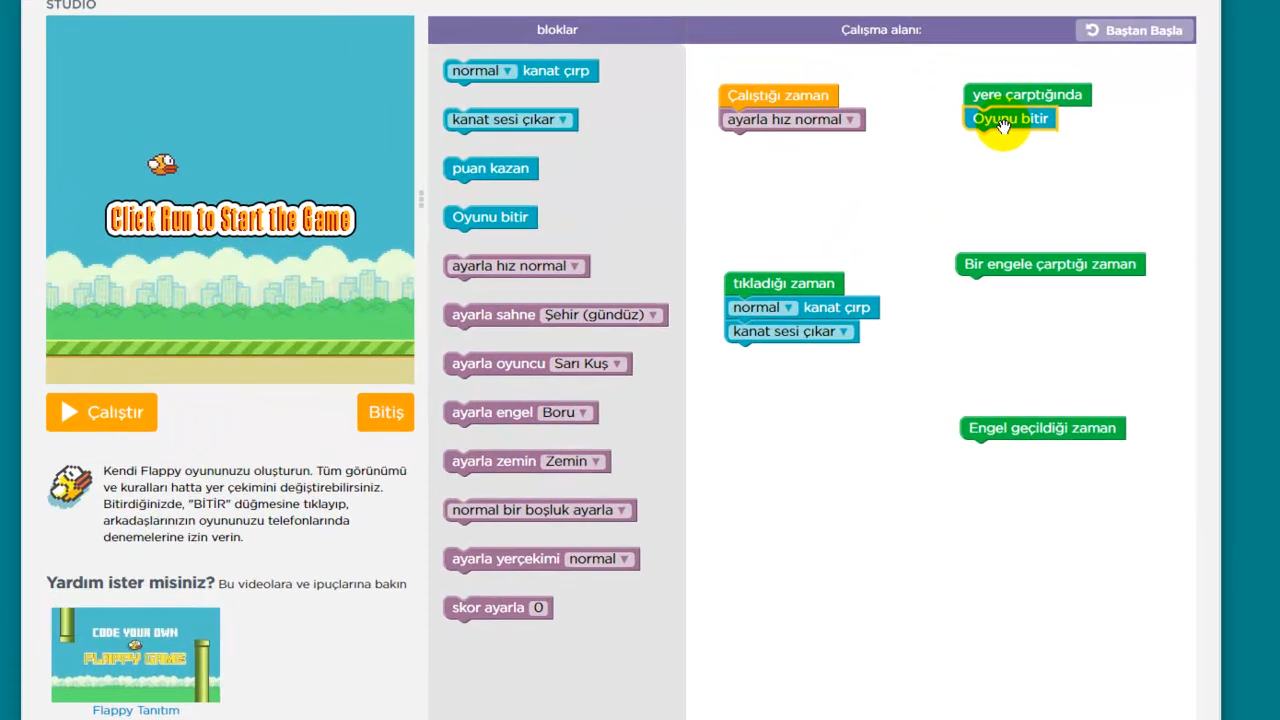 STUDIO
bloklar
Çalışma alanı:
Baştan Başla
normal kanat çırp
kanat sesi çıkar
puan kazan
Oyunu bitir
ayarla hız normal
ayarla sahne Şehir (gündüz)
ayarla oyuncu Sarı Kuş
ayarla engel Boru
ayarla zemin Zemin
normal bir boşluk ayarla
ayarla yerçekimi normal
skor ayarla 0
Çalıştığı zaman
ayarla hız normal
yere çarptığında
Oyunu bitir
tıkladığı zaman
normal kanat çırp
kanat sesi çıkar
Bir engele çarptığı zaman
Engel geçildiği zaman
Click Run to Start the Game
Çalıştır
Bitiş
Kendi Flappy oyununuzu oluşturun. Tüm görünümü
ve kuralları hatta yer çekimini değiştirebilirsiniz.
Bitirdiğinizde, "BİTİR" düğmesine tıklayıp,
arkadaşlarınızın oyununuzu telefonlarında
denemelerine izin verin.
Yardım ister misiniz? Bu videolara ve ipuçlarına bakın
CODE YOUR OWN
FLAPPY GAME
Flappy Tanıtım